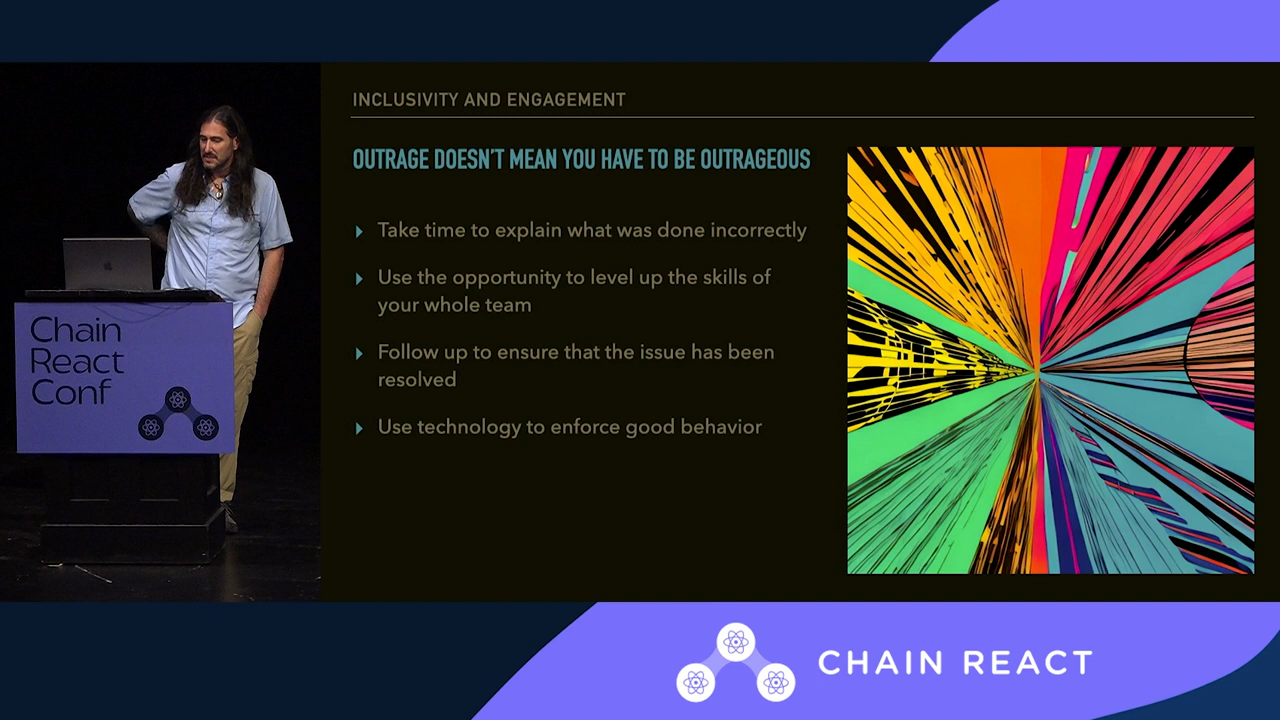 INCLUSIVITY AND ENGAGEMENT
OUTRAGE DOESN'T MEAN YOU HAVE TO BE OUTRAGEOUS
Take time to explain what was done incorrectly
Use the opportunity to level up the skills of
your whole team
Follow up to ensure that the issue has been
resolved
Use technology to enforce good behavior
Chain
React
Conf
CHAIN REACT